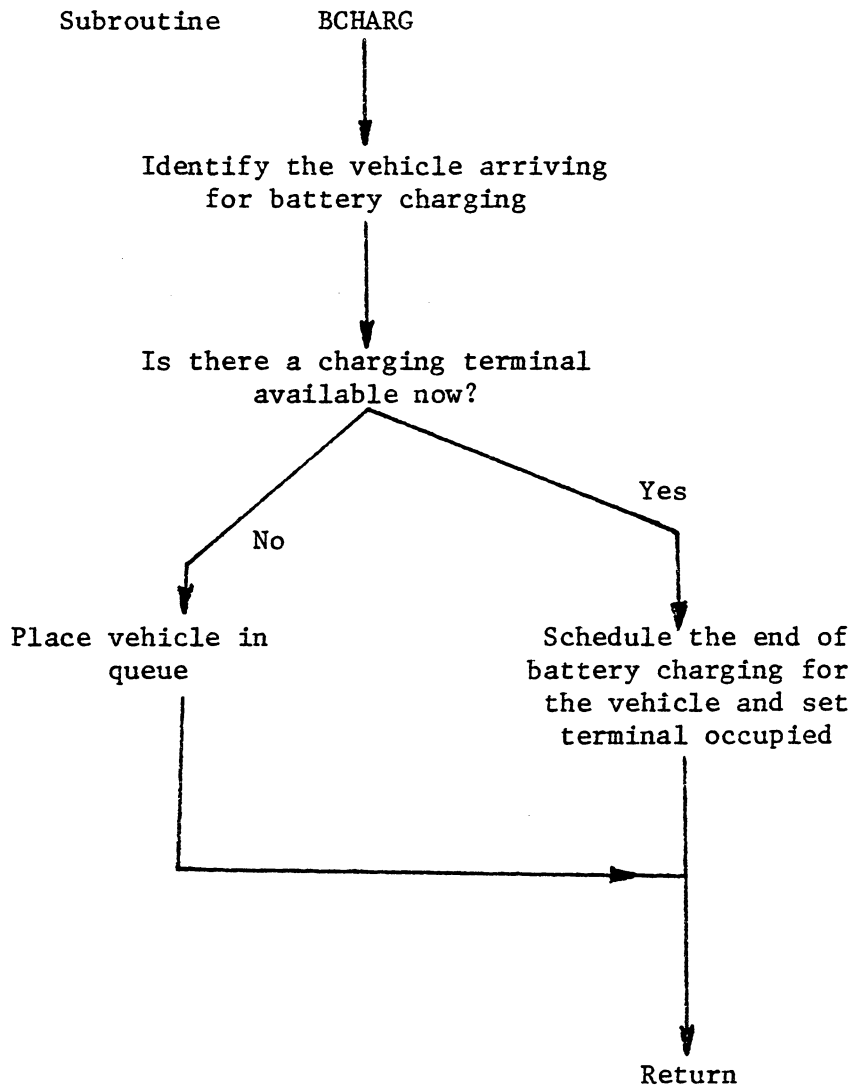 Subroutine BCHARG
Identify the vehicle arriving
for battery charging
Is there a charging terminal
available now?
Yes
No
Place vehicle in
queue
Schedule the end of
battery charging for
the vehicle and set
terminal occupied
Return